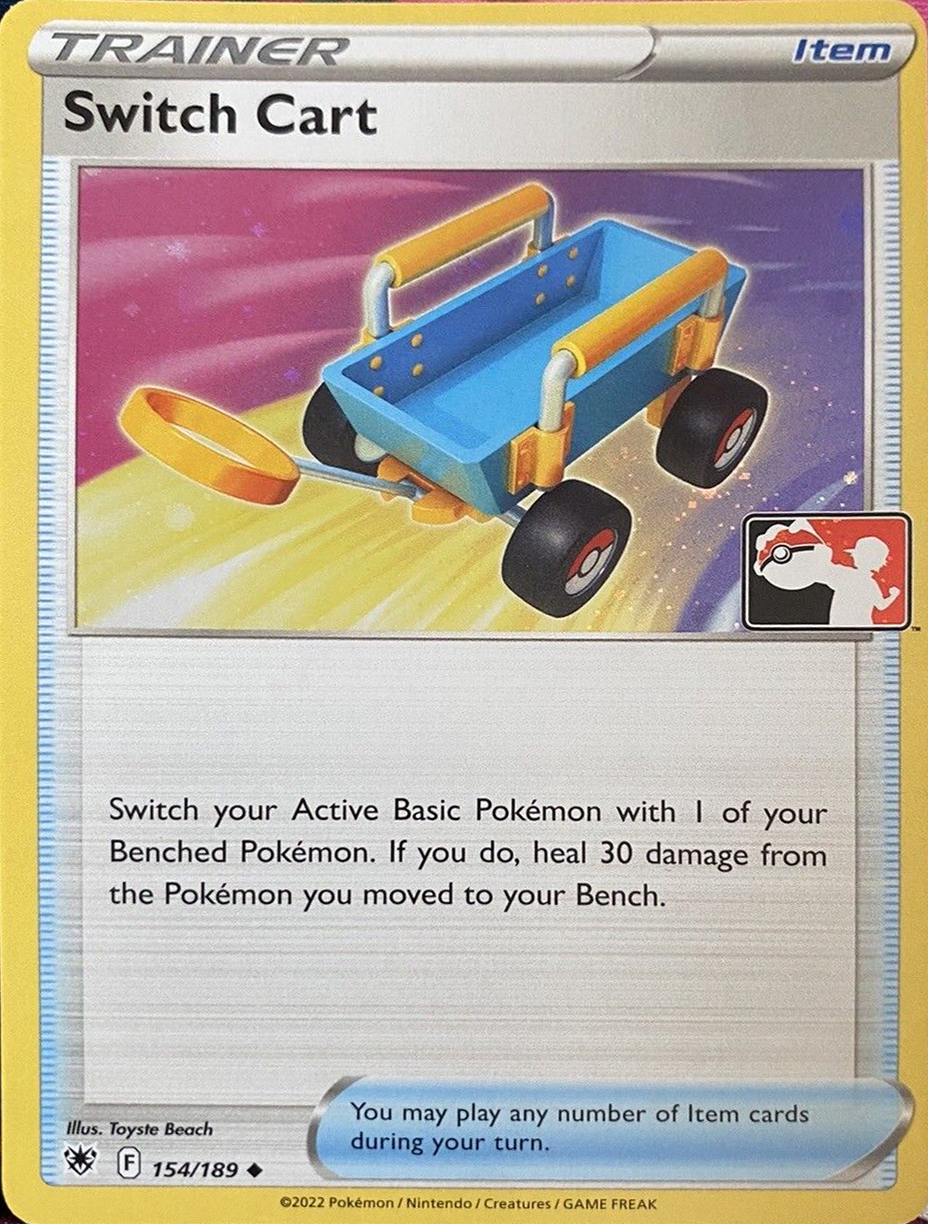 TRAINER
Item
Switch Cart
TM
Switch your Active Basic Pokémon with 1 of your
Benched Pokémon. If you do, heal 30 damage from
the Pokémon you moved to your Bench.
You may play any number of Item cards
during your turn.
Illus. Toyste Beach
F 154/189
©2022 Pokémon / Nintendo / Creatures / GAME FREAK